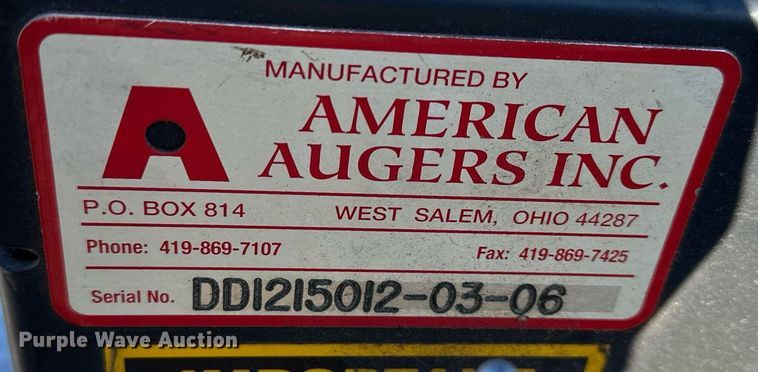 MANUFACTURED BY
A AMERICAN
AUGERS INC.
P.O. BOX 814 WEST SALEM, OHIO 44287
Phone: 419-869-7107 Fax: 419-869-7425
Serial No. DD1215012-03-06
Purple Wave Auction
IMPORTANT